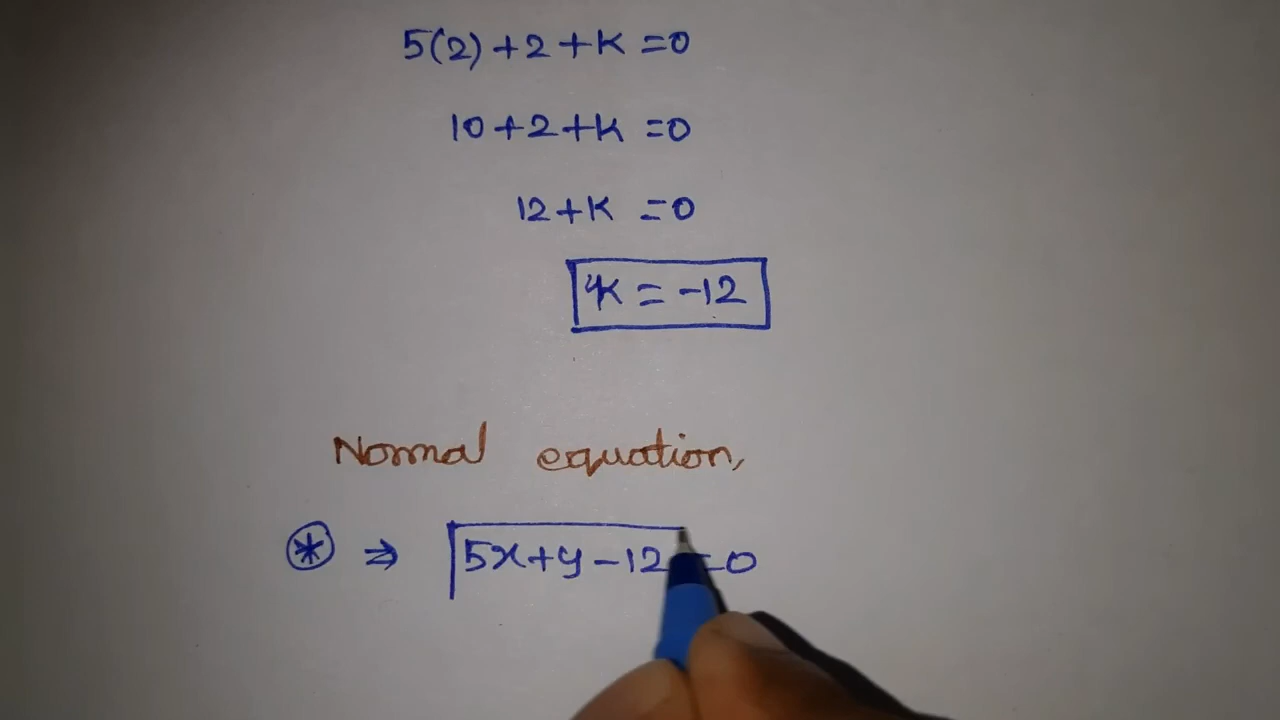 5(2)+2+K=0
10+2+K=0
12+K=0
K=-12
Normal equation,
⊛ ⇒ 5x+y-12=0